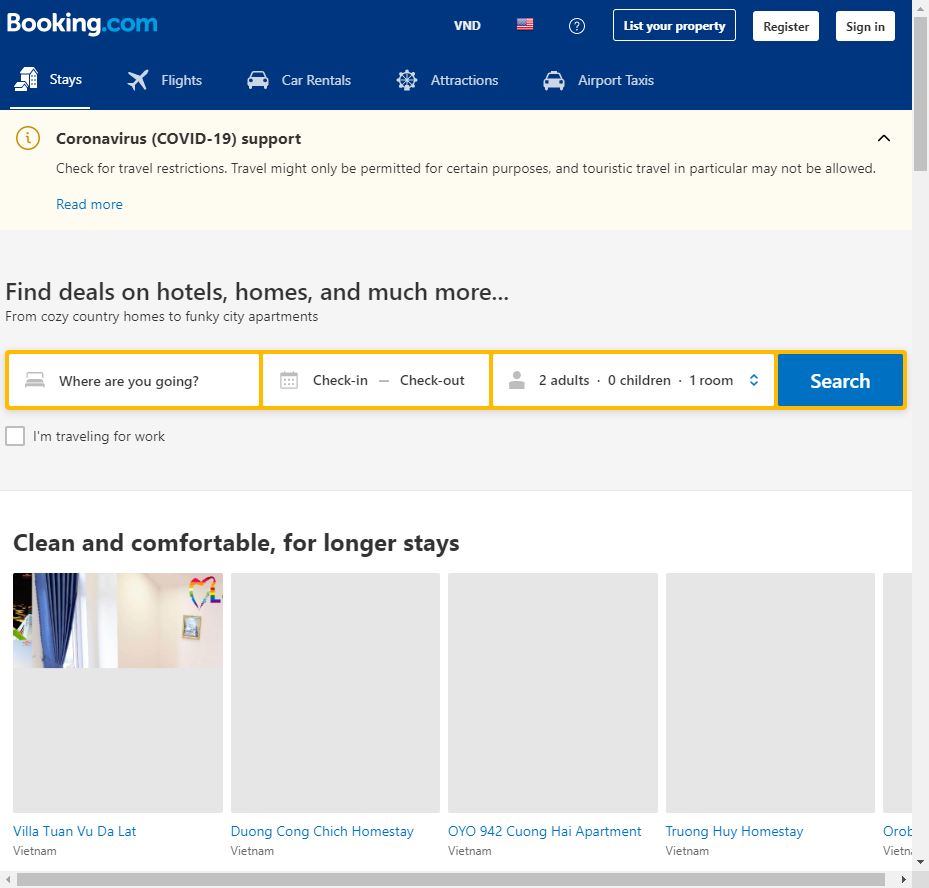 Booking.com
VND
List your property
Register
Sign in
Stays
Flights
Car Rentals
Attractions
Airport Taxis
Coronavirus (COVID-19) support
Check for travel restrictions. Travel might only be permitted for certain purposes, and touristic travel in particular may not be allowed.
Read more
Find deals on hotels, homes, and much more...
From cozy country homes to funky city apartments
Where are you going?
Check-in — Check-out
2 adults · 0 children · 1 room
Search
I'm traveling for work
Clean and comfortable, for longer stays
Villa Tuan Vu Da Lat
Vietnam
Duong Cong Chich Homestay
Vietnam
OYO 942 Cuong Hai Apartment
Vietnam
Truong Huy Homestay
Vietnam